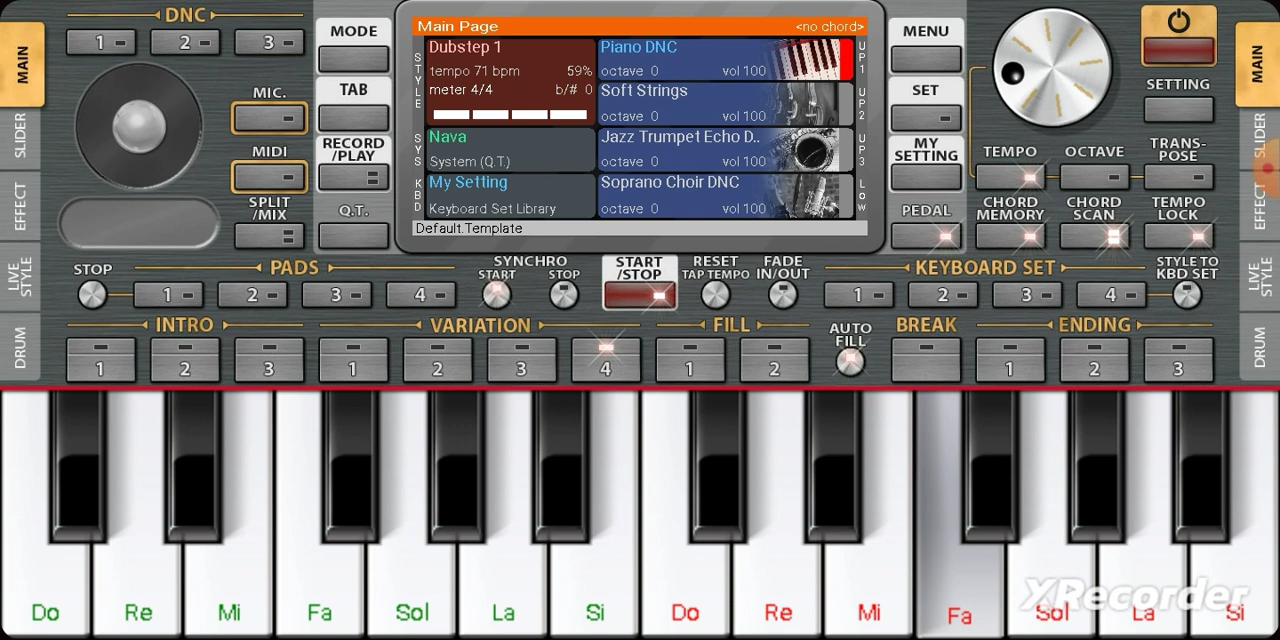 DNC
1 2 3
MAIN
SLIDER
EFFECT
LIVE STYLE
DRUM
MIC.
MIDI
SPLIT
/MIX
MODE
TAB
RECORD
/PLAY
Q.T.
Main Page <no chord>
STYLE
Dubstep 1
tempo 71 bpm 59%
meter 4/4 b/# 0
SYS
Nava
System (Q.T.)
KBD
My Setting
Keyboard Set Library
Piano DNC
octave 0 vol 100
UP1
Soft Strings
octave 0 vol 100
UP2
Jazz Trumpet Echo D..
octave 0 vol 100
UP3
Soprano Choir DNC
octave 0 vol 100
Low
Default.Template
MENU
SET
MY
SETTING
PEDAL
SETTING
TEMPO
OCTAVE
TRANS-
POSE
CHORD
MEMORY
CHORD
SCAN
TEMPO
LOCK
MAIN
SLIDER
EFFECT
LIVE STYLE
DRUM
STOP
PADS
1 2 3 4
SYNCHRO
START STOP
START
/STOP
RESET
TAP TEMPO
FADE
IN/OUT
KEYBOARD SET
1 2 3 4
STYLE TO
KBD SET
INTRO
1 2 3
VARIATION
1 2 3 4
FILL
1 2
AUTO
FILL
BREAK
ENDING
1 2 3
Do Re Mi Fa Sol La Si Do Re Mi Fa Sol La Si
XRecorder